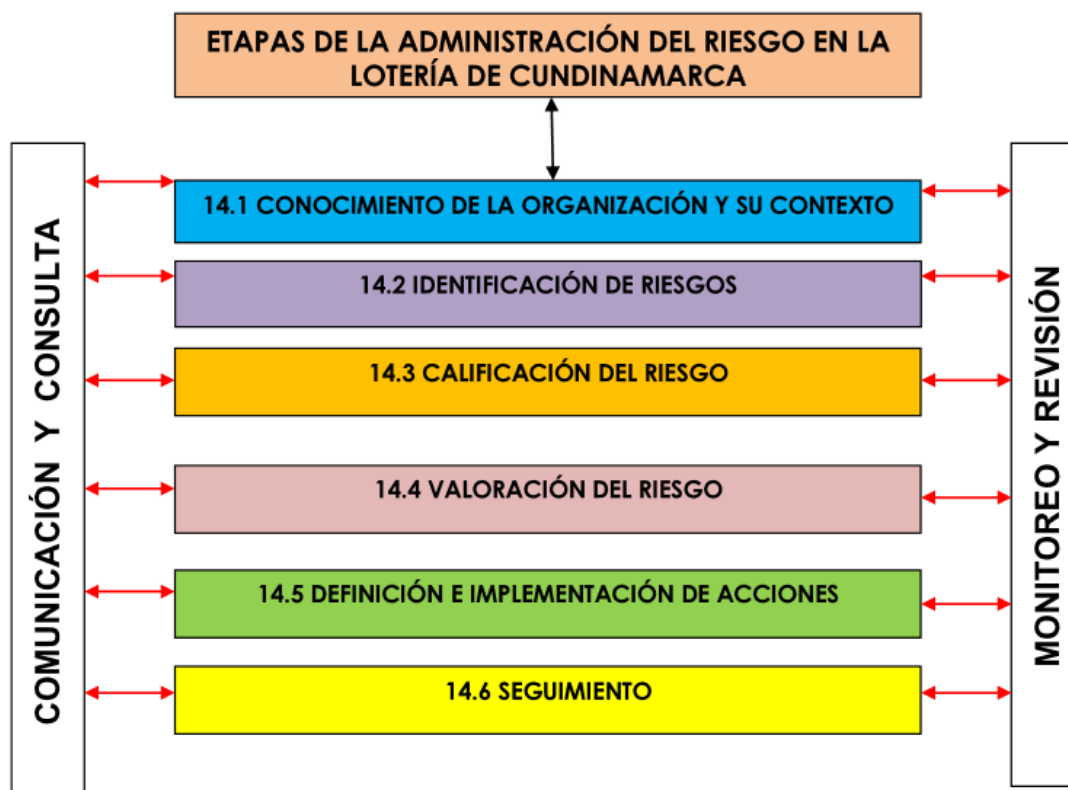 ETAPAS DE LA ADMINISTRACIÓN DEL RIESGO EN LA
LOTERÍA DE CUNDINAMARCA
COMUNICACIÓN Y CONSULTA
14.1 CONOCIMIENTO DE LA ORGANIZACIÓN Y SU CONTEXTO
14.2 IDENTIFICACIÓN DE RIESGOS
14.3 CALIFICACIÓN DEL RIESGO
14.4 VALORACIÓN DEL RIESGO
14.5 DEFINICIÓN E IMPLEMENTACIÓN DE ACCIONES
14.6 SEGUIMIENTO
MONITOREO Y REVISIÓN